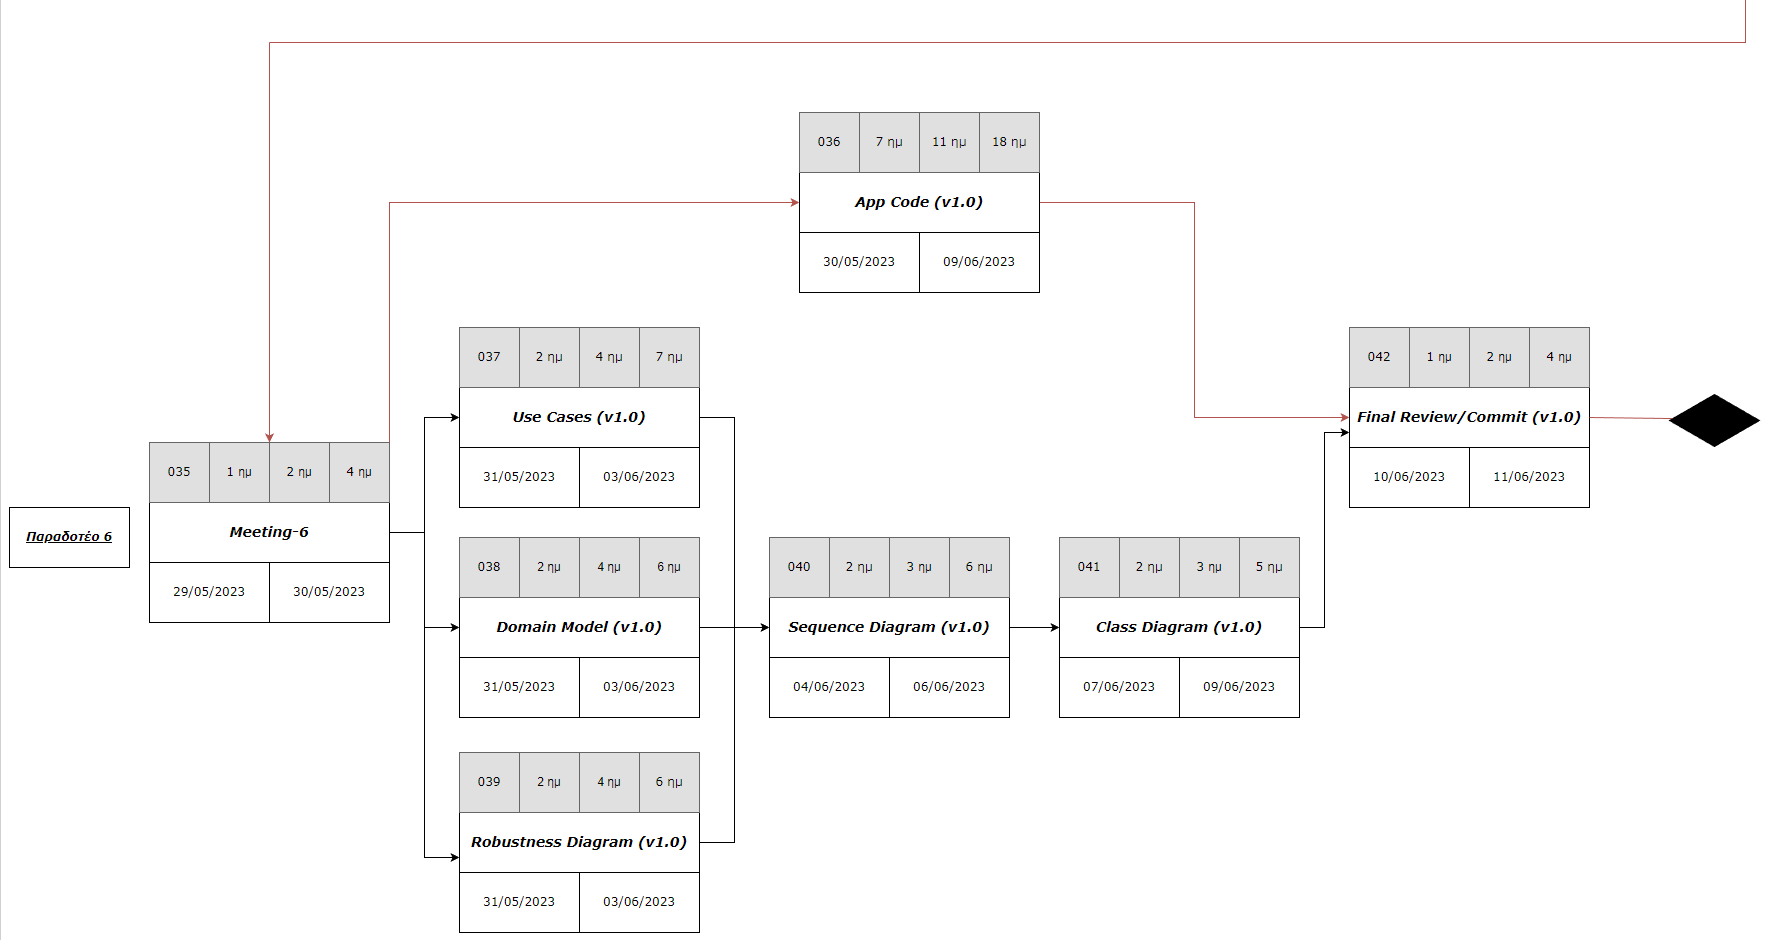 036 7 ημ 11 ημ 18 ημ
App Code (v1.0)
30/05/2023 09/06/2023
037 2 ημ 4 ημ 7 ημ
Use Cases (v1.0)
31/05/2023 03/06/2023
042 1 ημ 2 ημ 4 ημ
Final Review/Commit (v1.0)
10/06/2023 11/06/2023
Παραδοτέο 6
035 1 ημ 2 ημ 4 ημ
Meeting-6
29/05/2023 30/05/2023
038 2 ημ 4 ημ 6 ημ
Domain Model (v1.0)
31/05/2023 03/06/2023
040 2 ημ 3 ημ 6 ημ
Sequence Diagram (v1.0)
04/06/2023 06/06/2023
041 2 ημ 3 ημ 5 ημ
Class Diagram (v1.0)
07/06/2023 09/06/2023
039 2 ημ 4 ημ 6 ημ
Robustness Diagram (v1.0)
31/05/2023 03/06/2023